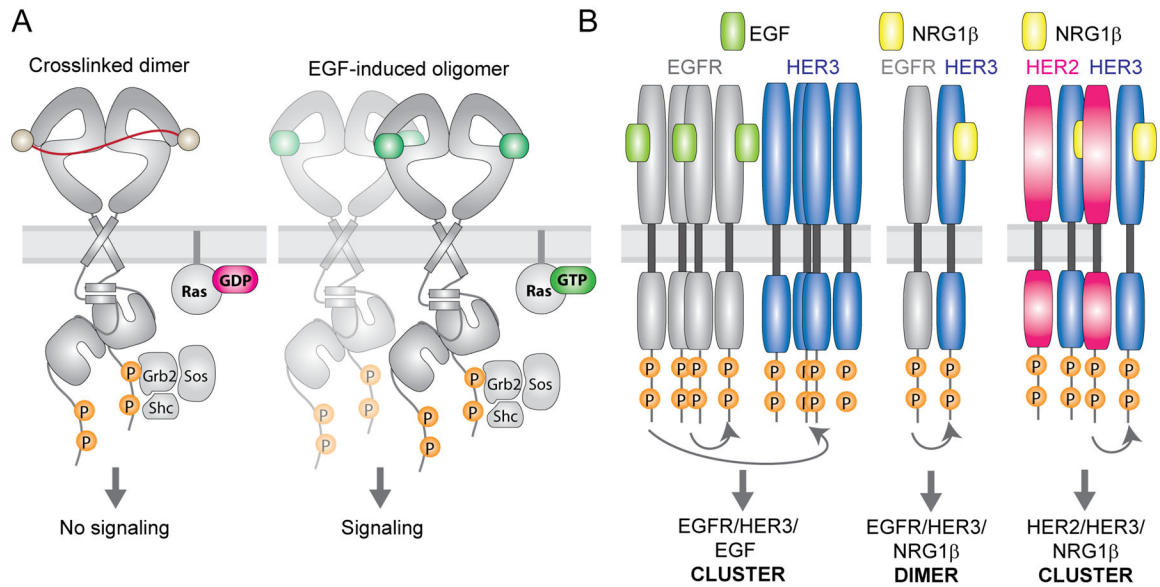 A
Crosslinked dimer
EGF-induced oligomer
Ras
GDP
Ras
GTP
P
Grb2
Sos
Shc
P
P
P
P
P
P
P
P
Grb2
Sos
Shc
P
P
P
No signaling
Signaling
B
EGF
NRG1β
NRG1β
EGFR
HER3
EGFR HER3
HER2 HER3
P P P P P P P P P P P P P
P P P P P P P P P P P P P
EGFR/HER3/
EGF
CLUSTER
EGFR/HER3/
NRG1β
DIMER
HER2/HER3/
NRG1β
CLUSTER